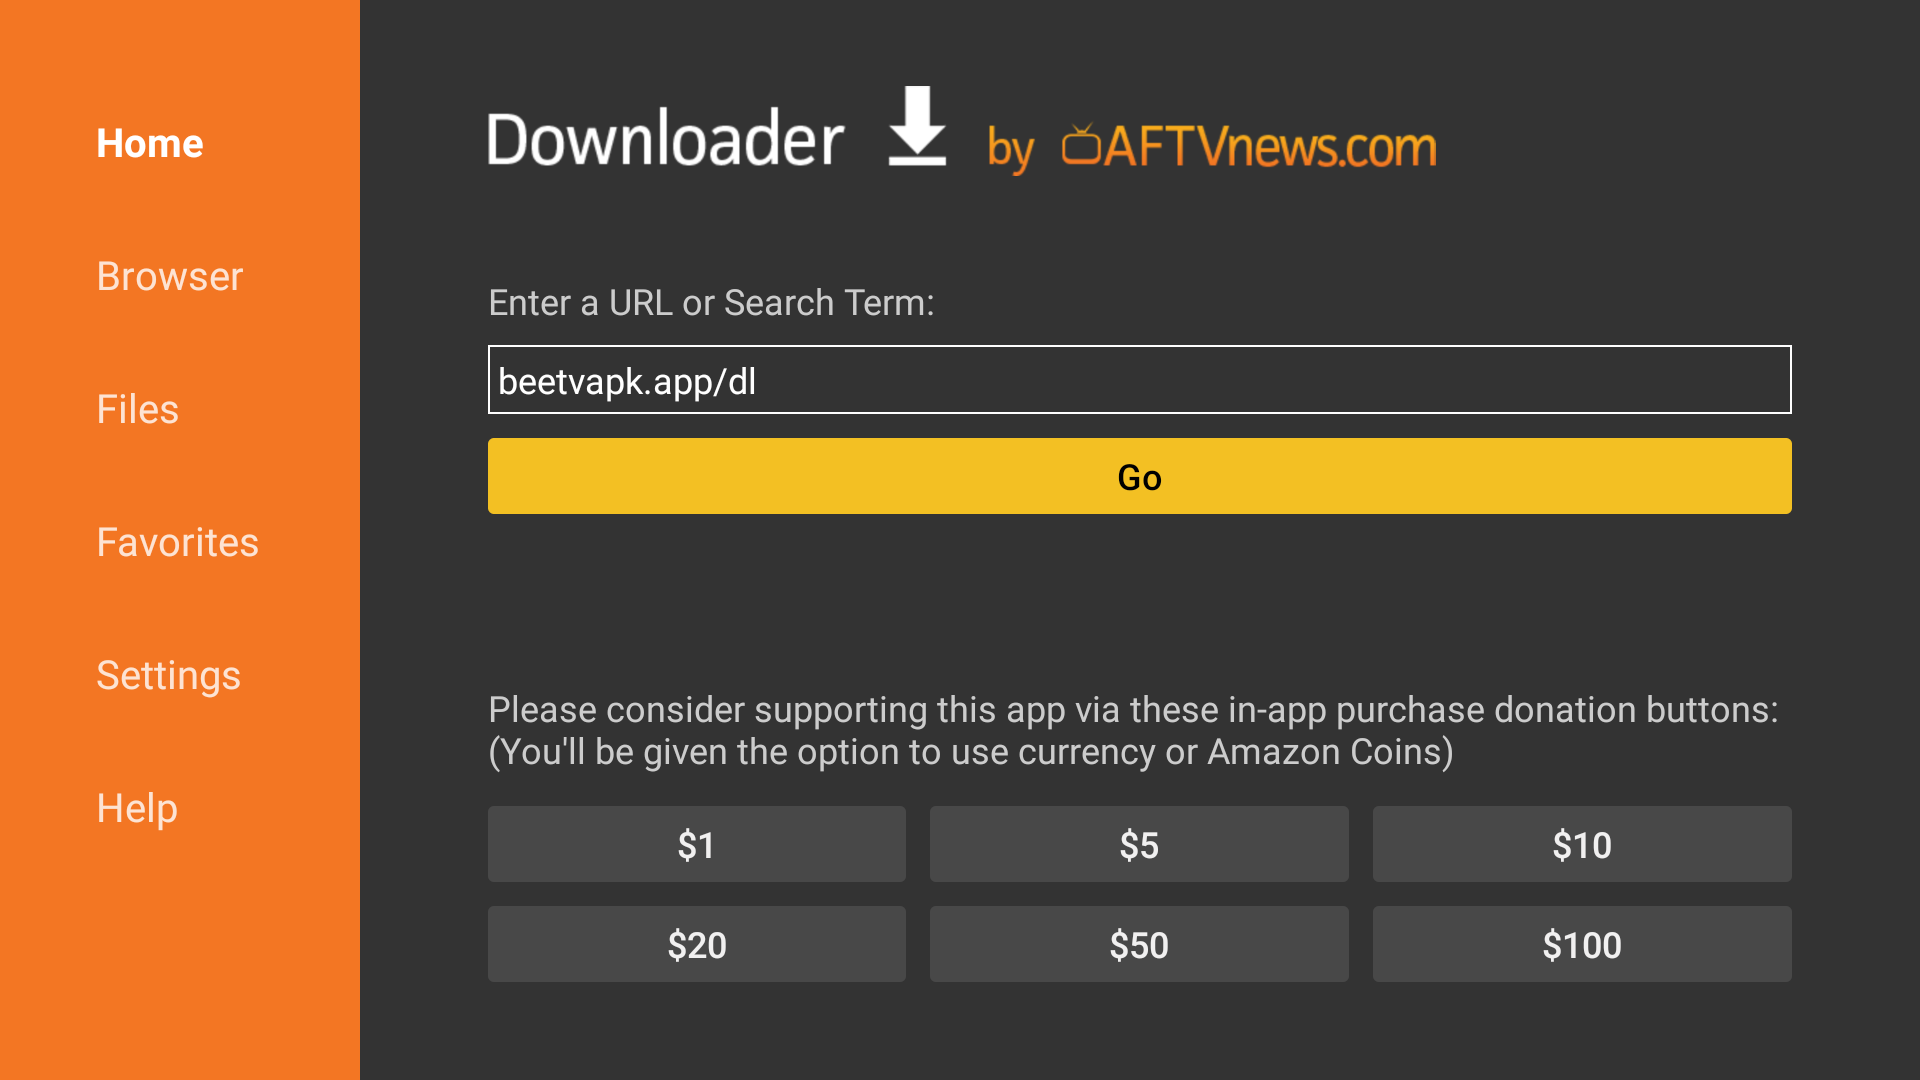 Home
Browser
Files
Favorites
Settings
Help
Downloader by AFTVnews.com
Enter a URL or Search Term:
beetvapk.app/dl
Go
Please consider supporting this app via these in-app purchase donation buttons:
(You'll be given the option to use currency or Amazon Coins)
$1 $5 $10
$20 $50 $100